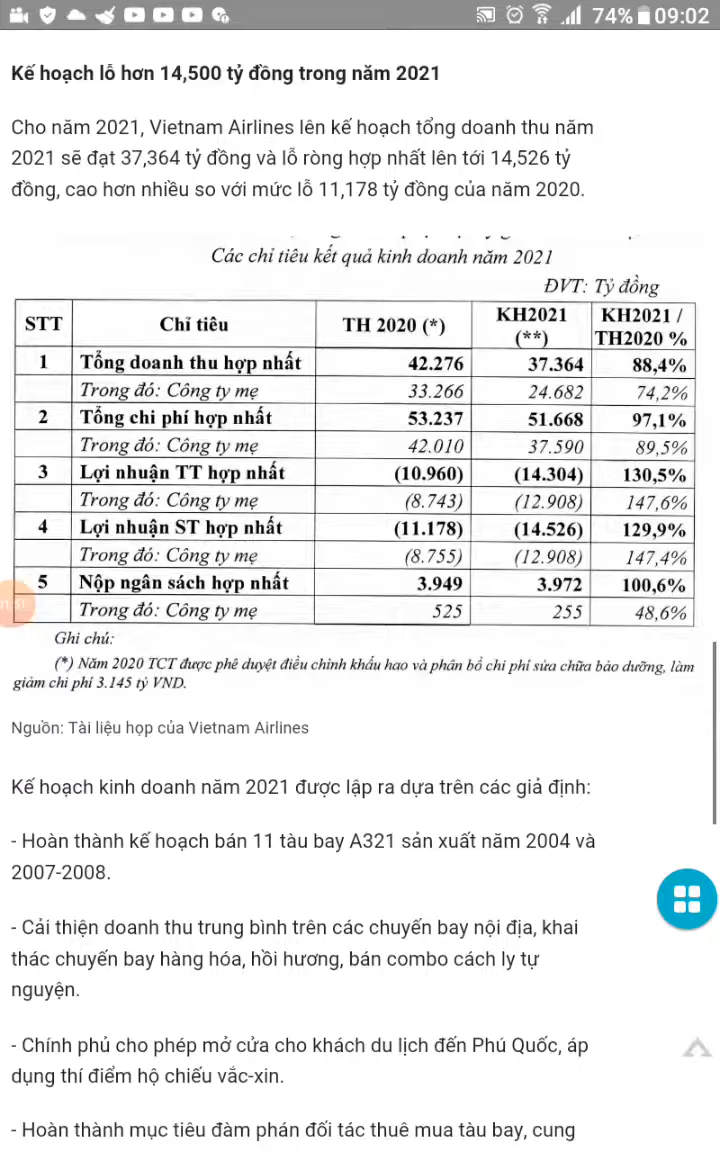 74% 09:02
Kế hoạch lỗ hơn 14,500 tỷ đồng trong năm 2021
Cho năm 2021, Vietnam Airlines lên kế hoạch tổng doanh thu năm
2021 sẽ đạt 37,364 tỷ đồng và lỗ ròng hợp nhất lên tới 14,526 tỷ
đồng, cao hơn nhiều so với mức lỗ 11,178 tỷ đồng của năm 2020.
Các chỉ tiêu kết quả kinh doanh năm 2021
ĐVT: Tỷ đồng
STT Chỉ tiêu TH 2020 (*) KH2021 (**) KH2021 / TH2020 %
1 Tổng doanh thu hợp nhất 42.276 37.364 88,4%
Trong đó: Công ty mẹ 33.266 24.682 74,2%
2 Tổng chi phí hợp nhất 53.237 51.668 97,1%
Trong đó: Công ty mẹ 42.010 37.590 89,5%
3 Lợi nhuận TT hợp nhất (10.960) (14.304) 130,5%
Trong đó: Công ty mẹ (8.743) (12.908) 147,6%
4 Lợi nhuận ST hợp nhất (11.178) (14.526) 129,9%
Trong đó: Công ty mẹ (8.755) (12.908) 147,4%
5 Nộp ngân sách hợp nhất 3.949 3.972 100,6%
Trong đó: Công ty mẹ 525 255 48,6%
Ghi chú:
(*) Năm 2020 TCT được phê duyệt điều chỉnh khấu hao và phân bổ chi phí sửa chữa bảo dưỡng, làm
giảm chi phí 3.145 tỷ VND.
Nguồn: Tài liệu họp của Vietnam Airlines
Kế hoạch kinh doanh năm 2021 được lập ra dựa trên các giả định:
- Hoàn thành kế hoạch bán 11 tàu bay A321 sản xuất năm 2004 và
2007-2008.
- Cải thiện doanh thu trung bình trên các chuyến bay nội địa, khai
thác chuyến bay hàng hóa, hồi hương, bán combo cách ly tự
nguyện.
- Chính phủ cho phép mở cửa cho khách du lịch đến Phú Quốc, áp
dụng thí điểm hộ chiếu vắc-xin.
- Hoàn thành mục tiêu đàm phán đối tác thuê mua tàu bay, cung